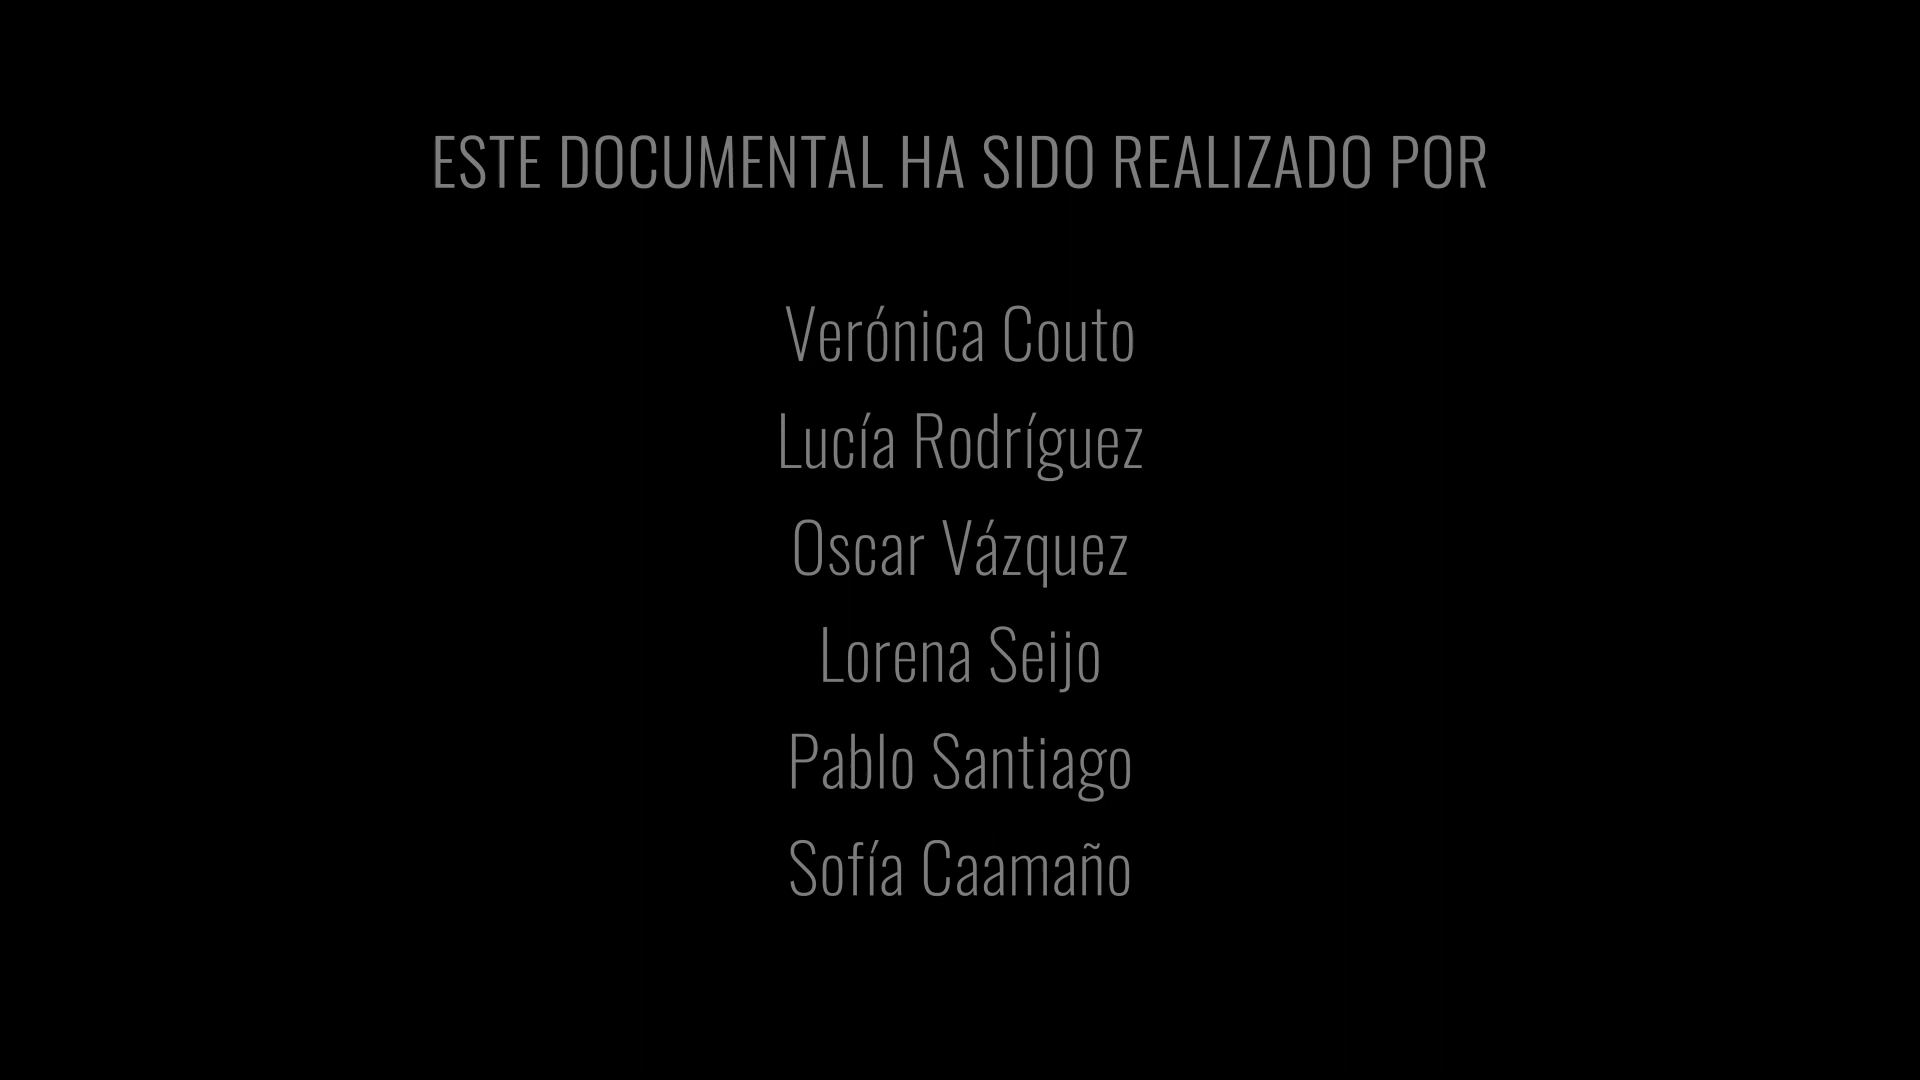 ESTE DOCUMENTAL HA SIDO REALIZADO POR
Verónica Couto
Lucía Rodríguez
Oscar Vázquez
Lorena Seijo
Pablo Santiago
Sofía Caamaño